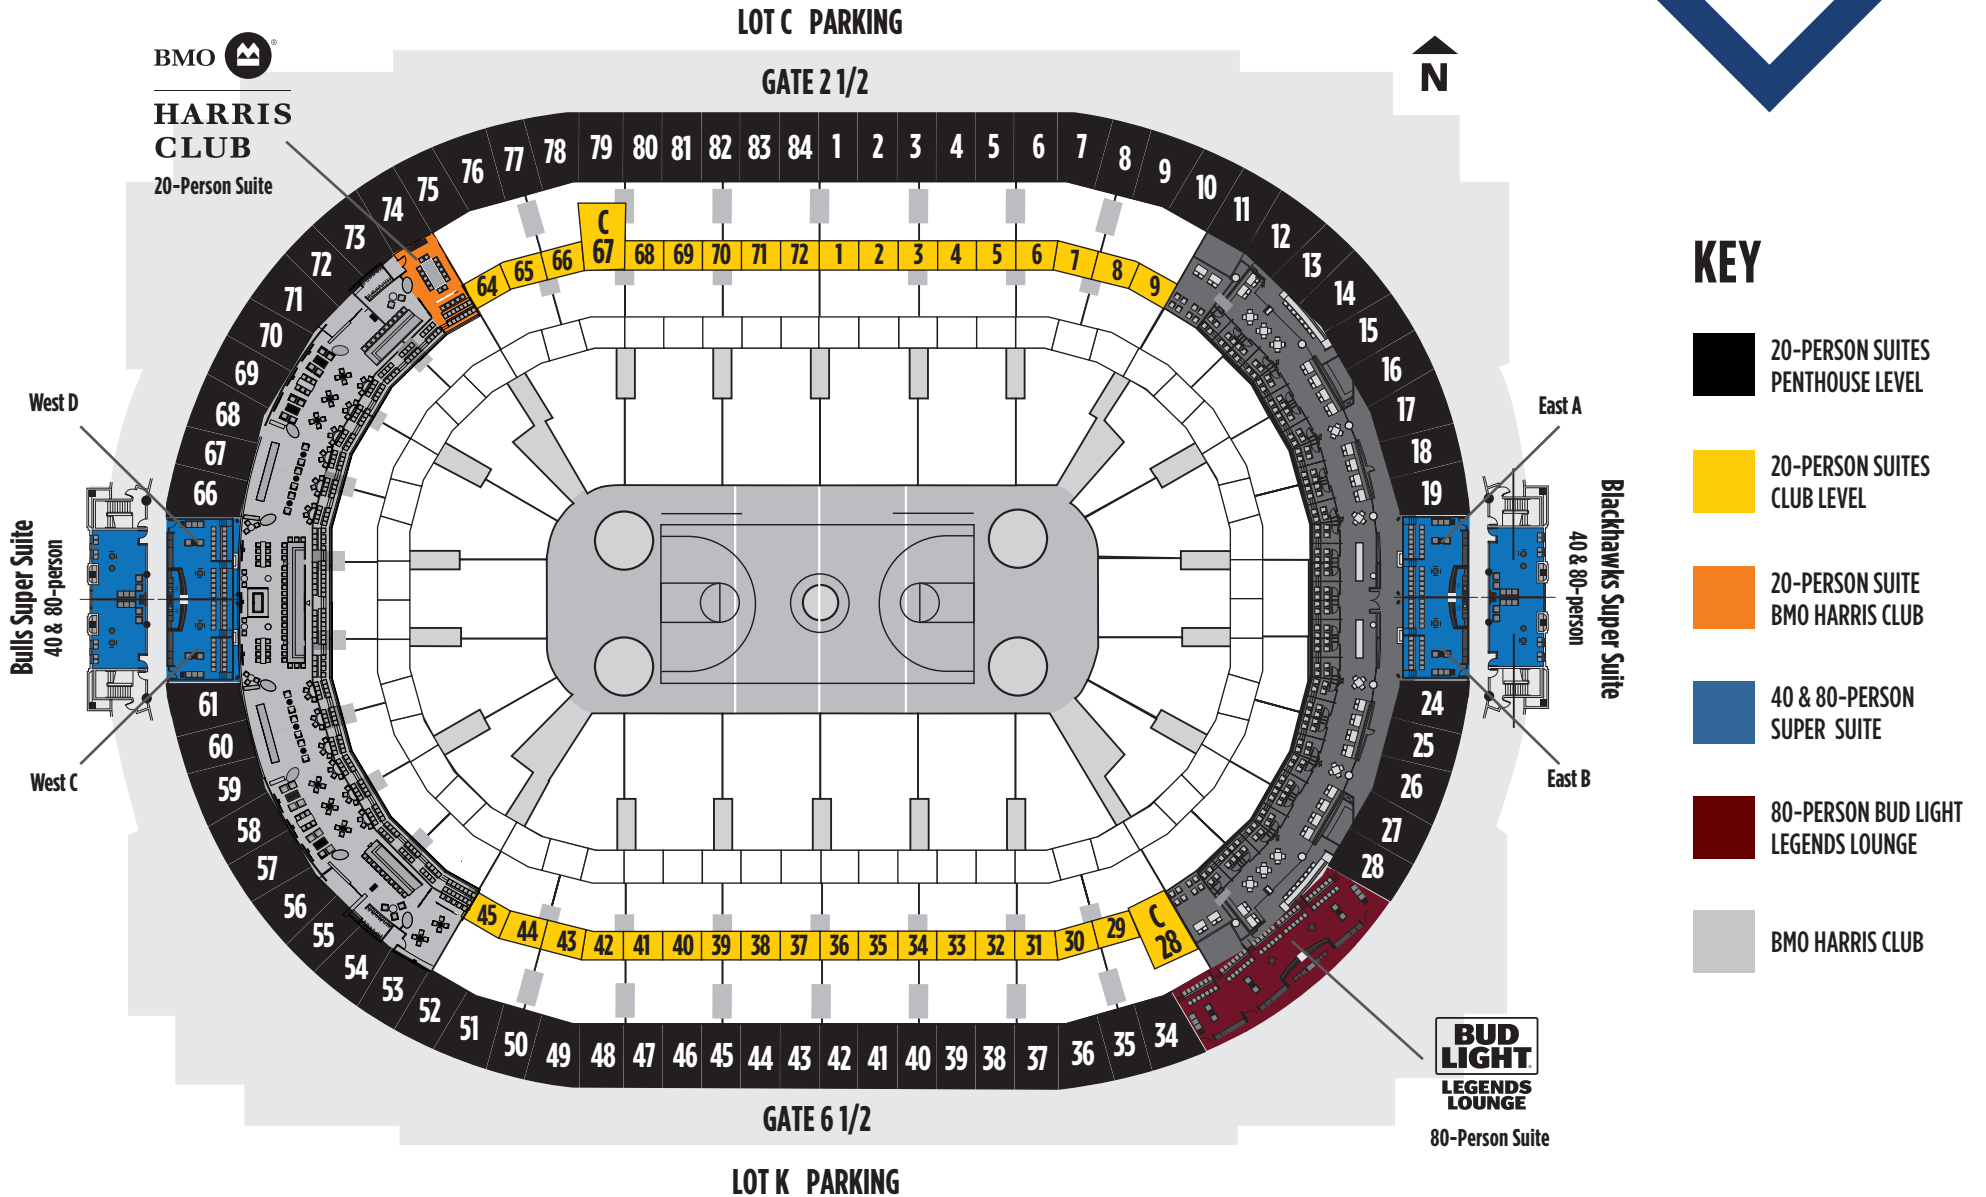 LOT C PARKING
GATE 2 1/2
BMO ®
HARRIS
CLUB
20-Person Suite
N
79 80 81 82 83 84 1 2 3 4 5 6 7 8 9 10 11 12 13 14 15 16 17 18 19
24 25 26 27 28
34 35 36 37 38 39 40 41 42 43 44 45 46 47 48 49 50 51 52 53 54 55 56 57 58 59 60 61
66 67 68 69 70 71 72 73 74 75 76 77 78
64 65 66
C
67
68 69 70 71 72 1 2 3 4 5 6 7 8 9
45 44 43 42 41 40 39 38 37 36 35 34 33 32 31 30 29
C
28
West D
West C
Bulls Super Suite
40 & 80-person
East A
East B
Blackhawks Super Suite
40 & 80-person
BUD
LIGHT
LEGENDS
LOUNGE
80-Person Suite
GATE 6 1/2
LOT K PARKING
KEY
20-PERSON SUITES
PENTHOUSE LEVEL
20-PERSON SUITES
CLUB LEVEL
20-PERSON SUITE
BMO HARRIS CLUB
40 & 80-PERSON
SUPER SUITE
80-PERSON BUD LIGHT
LEGENDS LOUNGE
BMO HARRIS CLUB